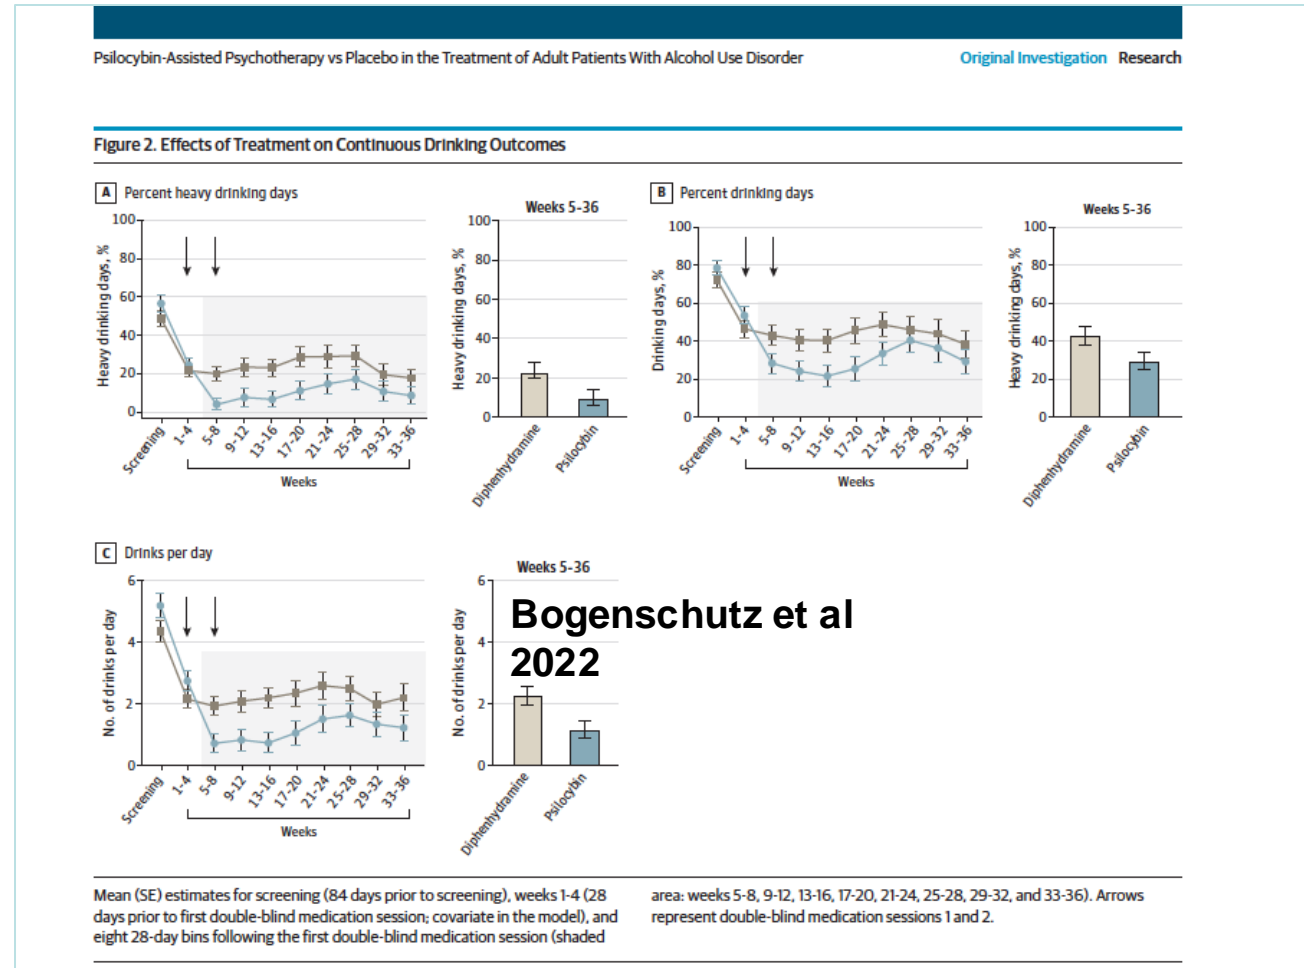 Psilocybin-Assisted Psychotherapy vs Placebo in the Treatment of Adult Patients With Alcohol Use Disorder
Original Investigation Research
Figure 2. Effects of Treatment on Continuous Drinking Outcomes
A Percent heavy drinking days
Heavy drinking days, %
100
80
60
40
20
0
Screening
1-4
5-8
9-12
13-16
17-20
21-24
25-28
29-32
33-36
Weeks
Weeks 5-36
Heavy drinking days, %
100
80
60
40
20
0
Diphenhydramine
Psilocybin
B Percent drinking days
Drinking days, %
100
80
60
40
20
0
Screening
1-4
5-8
9-12
13-16
17-20
21-24
25-28
29-32
33-36
Weeks
Weeks 5-36
Heavy drinking days, %
100
80
60
40
20
0
Diphenhydramine
Psilocybin
C Drinks per day
No. of drinks per day
6
4
2
0
Screening
1-4
5-8
9-12
13-16
17-20
21-24
25-28
29-32
33-36
Weeks
Weeks 5-36
No. of drinks per day
6
4
2
0
Diphenhydramine
Psilocybin
Bogenschutz et al
2022
Mean (SE) estimates for screening (84 days prior to screening), weeks 1-4 (28
days prior to first double-blind medication session; covariate in the model), and
eight 28-day bins following the first double-blind medication session (shaded
area: weeks 5-8, 9-12, 13-16, 17-20, 21-24, 25-28, 29-32, and 33-36). Arrows
represent double-blind medication sessions 1 and 2.